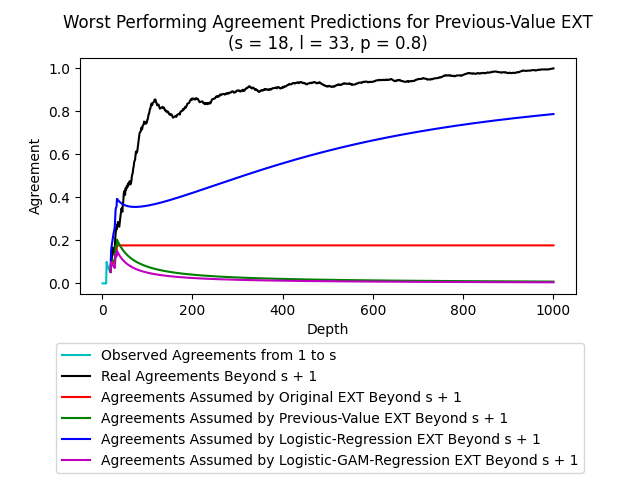 Worst Performing Agreement Predictions for Previous-Value EXT
(s = 18, l = 33, p = 0.8)
1.0
0.8
0.6
0.4
0.2
0.0
Agreement
0
200
400
600
800
1000
Depth
Observed Agreements from 1 to s
Real Agreements Beyond s + 1
Agreements Assumed by Original EXT Beyond s + 1
Agreements Assumed by Previous-Value EXT Beyond s + 1
Agreements Assumed by Logistic-Regression EXT Beyond s + 1
Agreements Assumed by Logistic-GAM-Regression EXT Beyond s + 1